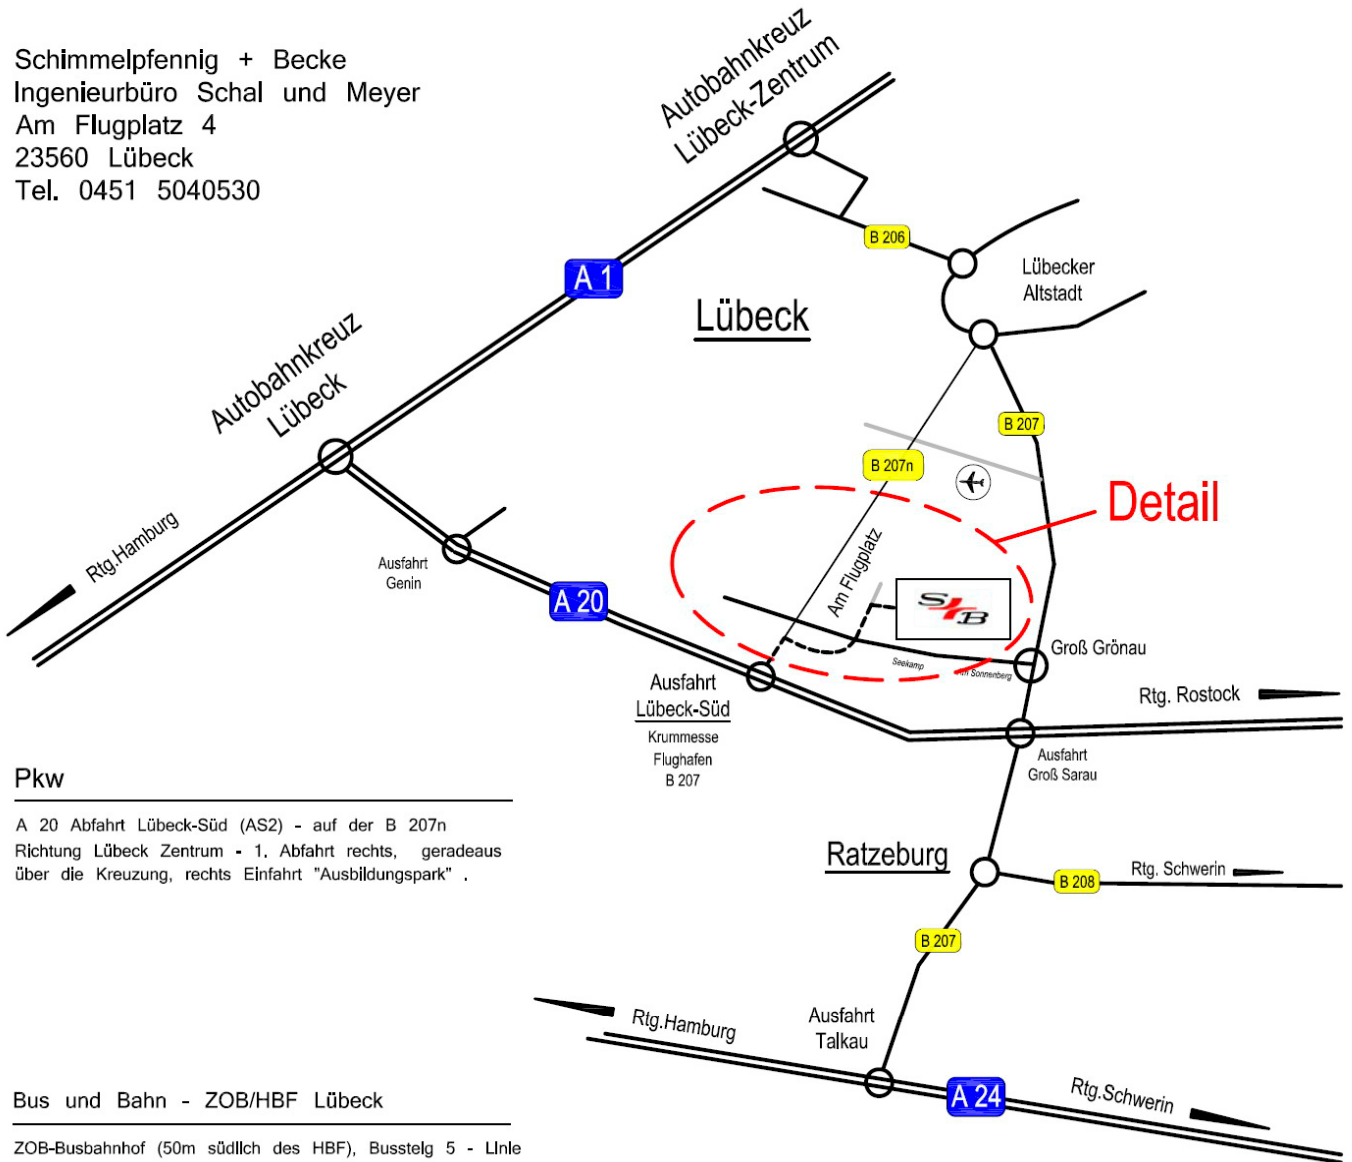 Schimmelpfennig + Becke
Ingenieurbüro Schal und Meyer
Am Flugplatz 4
23560 Lübeck
Tel. 0451 5040530
Autobahnkreuz
Lübeck-Zentrum
B 206
Lübecker
Altstadt
A 1
Lübeck
Autobahnkreuz
Lübeck
B 207
B 207n
Detail
Rtg.Hamburg
Ausfahrt
Genin
A 20
Am Flugplatz
S B
Seekamp
Sonnenberg
Groß Grönau
Ausfahrt
Lübeck-Süd
Krummesse
Flughafen
B 207
Rtg. Rostock
Ausfahrt
Groß Sarau
Pkw
A 20 Abfahrt Lübeck-Süd (AS2) - auf der B 207n
Richtung Lübeck Zentrum - 1. Abfahrt rechts, geradeaus
über die Kreuzung, rechts Einfahrt "Ausbildungspark" .
Ratzeburg
Rtg. Schwerin
B 208
B 207
Rtg.Hamburg
Ausfahrt
Talkau
A 24
Rtg.Schwerin
Bus und Bahn - ZOB/HBF Lübeck
ZOB-Busbahnhof (50m südlich des HBF), Bussteig 5 - Linie